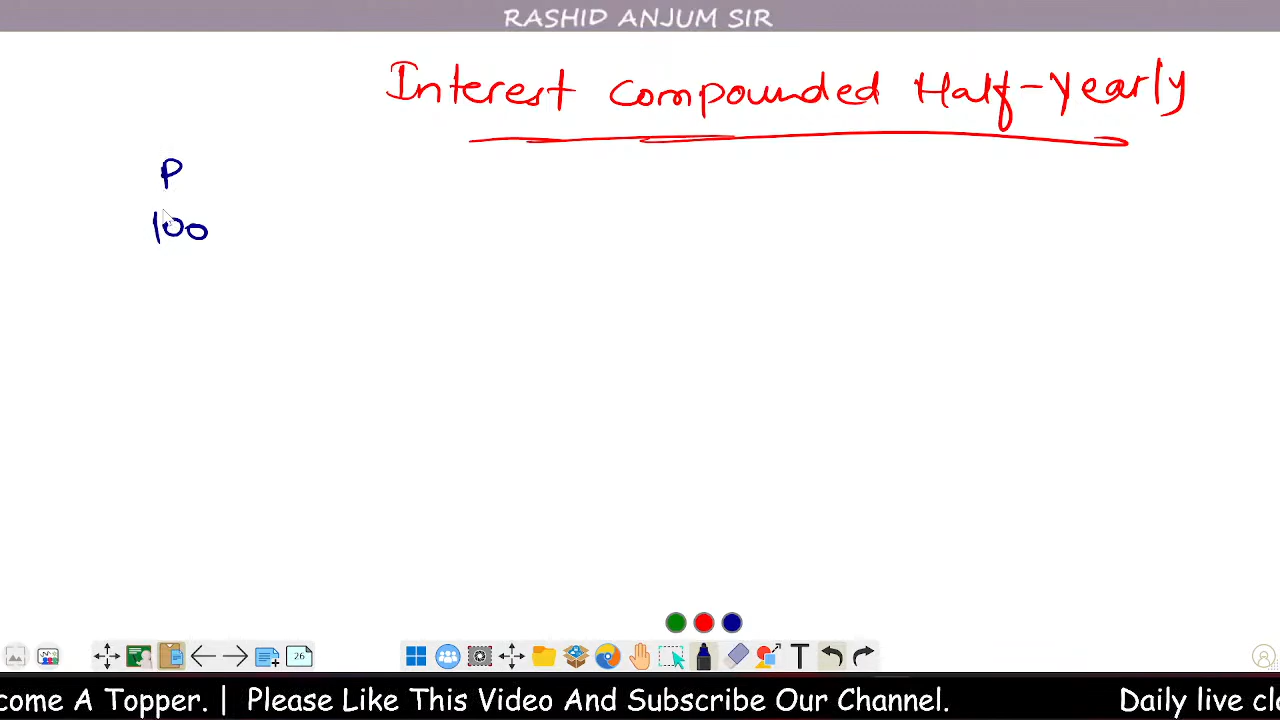 RASHID ANJUM SIR
Interest compounded Half-Yearly
P
100
26
come A Topper. | Please Like This Video And Subscribe Our Channel. Daily live cl